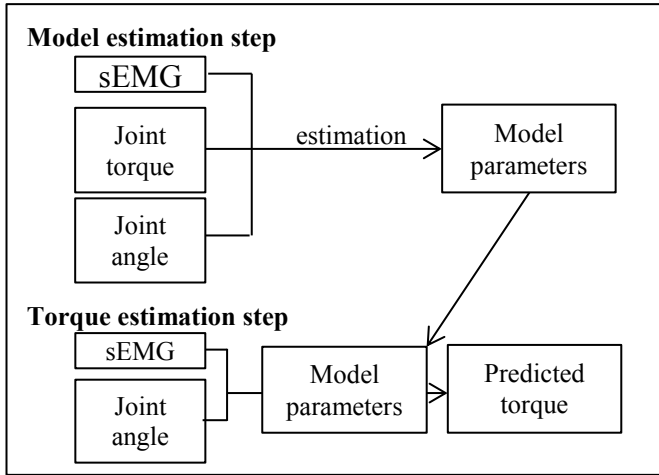 Model estimation step
sEMG
Joint
torque
Joint
angle
estimation
Model
parameters
Torque estimation step
sEMG
Joint
angle
Model
parameters
Predicted
torque